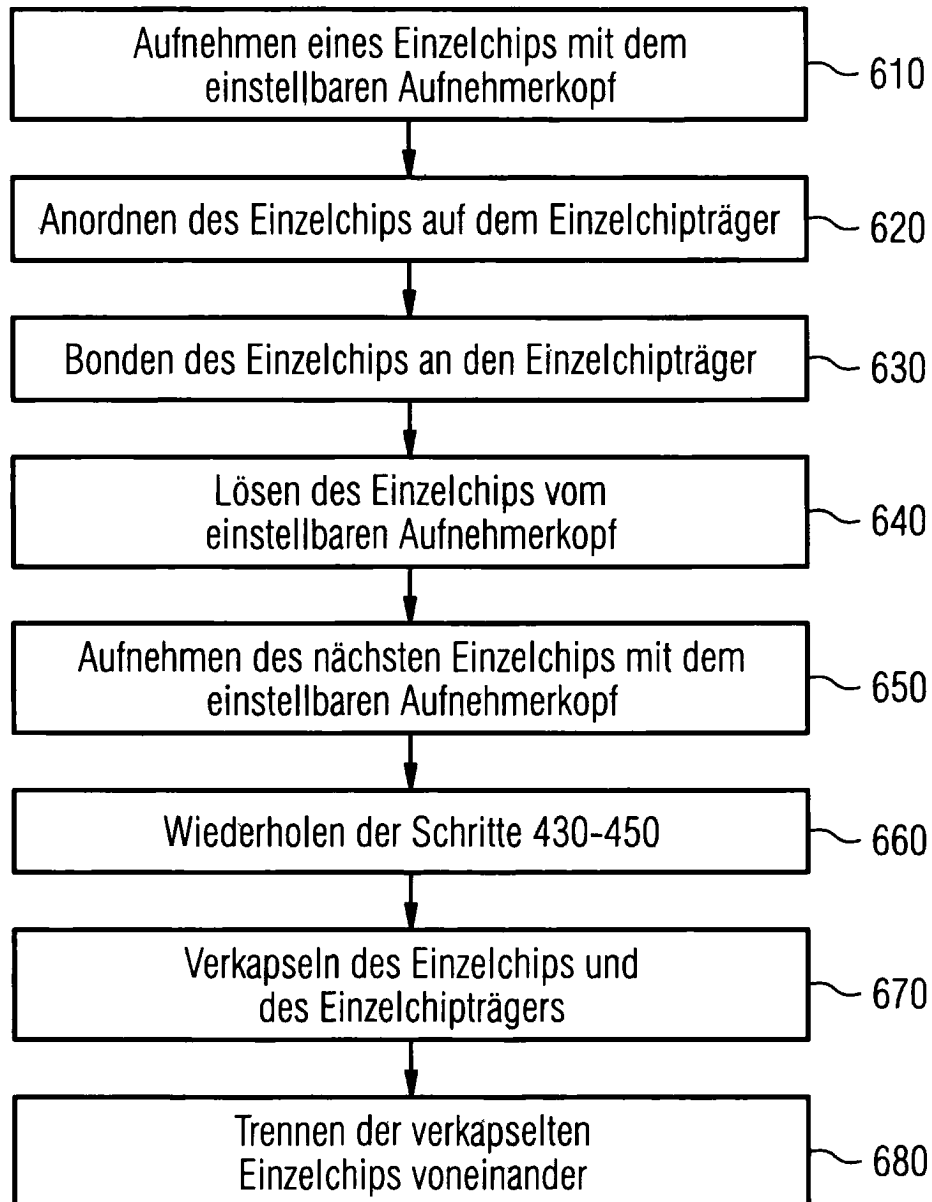 Aufnehmen eines Einzelchips mit dem
einstellbaren Aufnehmerkopf
610
Anordnen des Einzelchips auf dem Einzelchipträger
620
Bonden des Einzelchips an den Einzelchipträger
630
Lösen des Einzelchips vom
einstellbaren Aufnehmerkopf
640
Aufnehmen des nächsten Einzelchips mit dem
einstellbaren Aufnehmerkopf
650
Wiederholen der Schritte 430-450
660
Verkapseln des Einzelchips und
des Einzelchipträgers
670
Trennen der verkapselten
Einzelchips voneinander
680